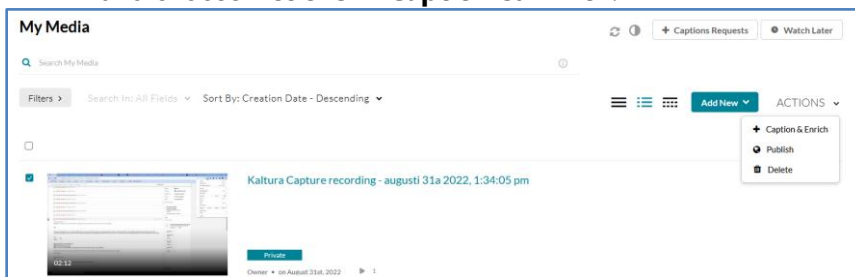 My Media
+ Captions Requests
Watch Later
Search My Media
Filters >
Search In: All Fields
Sort By: Creation Date - Descending
Add New
ACTIONS
+ Caption & Enrich
Publish
Delete
Kaltura Capture recording - augusti 31a 2022, 1:34:05 pm
02:12
Private
Owner • on August 31st, 2022 1